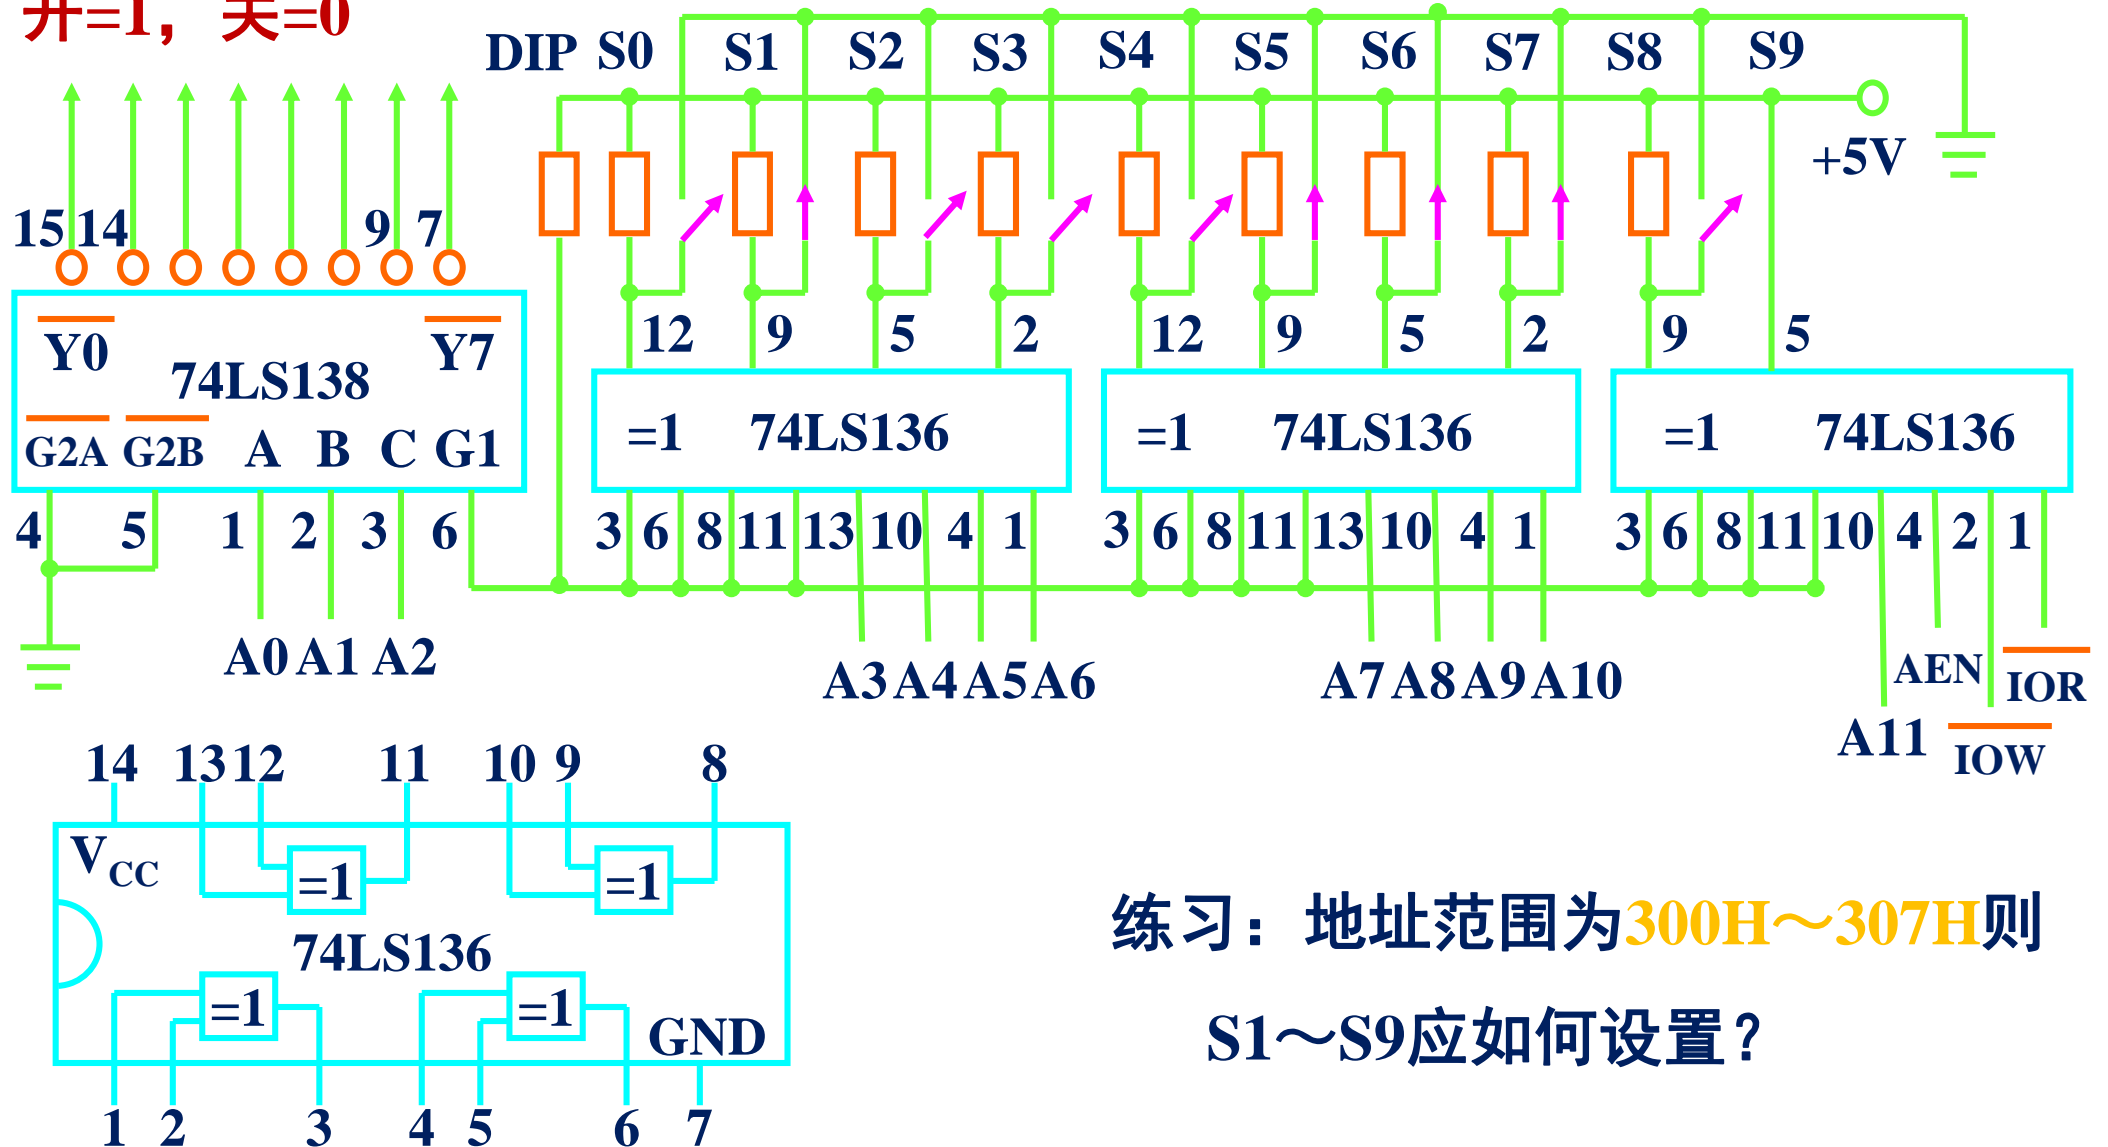 开=1，关=0
DIP S0 S1 S2 S3 S4 S5 S6 S7 S8 S9
+5V
15 14 9 7
12 9 5 2 12 9 5 2 9 5
Y0 Y7
74LS138
G2A G2B A B C G1
=1 74LS136 =1 74LS136 =1 74LS136
4 5 1 2 3 6 3 6 8 11 13 10 4 1 3 6 8 11 13 10 4 1 3 6 8 11 10 4 2 1
A0 A1 A2 A3 A4 A5 A6 A7 A8 A9 A10 AEN IOR
A11 IOW
14 13 12 11 10 9 8
VCC
=1 =1
74LS136
=1 =1
GND
1 2 3 4 5 6 7
练习：地址范围为300H～307H则
S1～S9应如何设置？